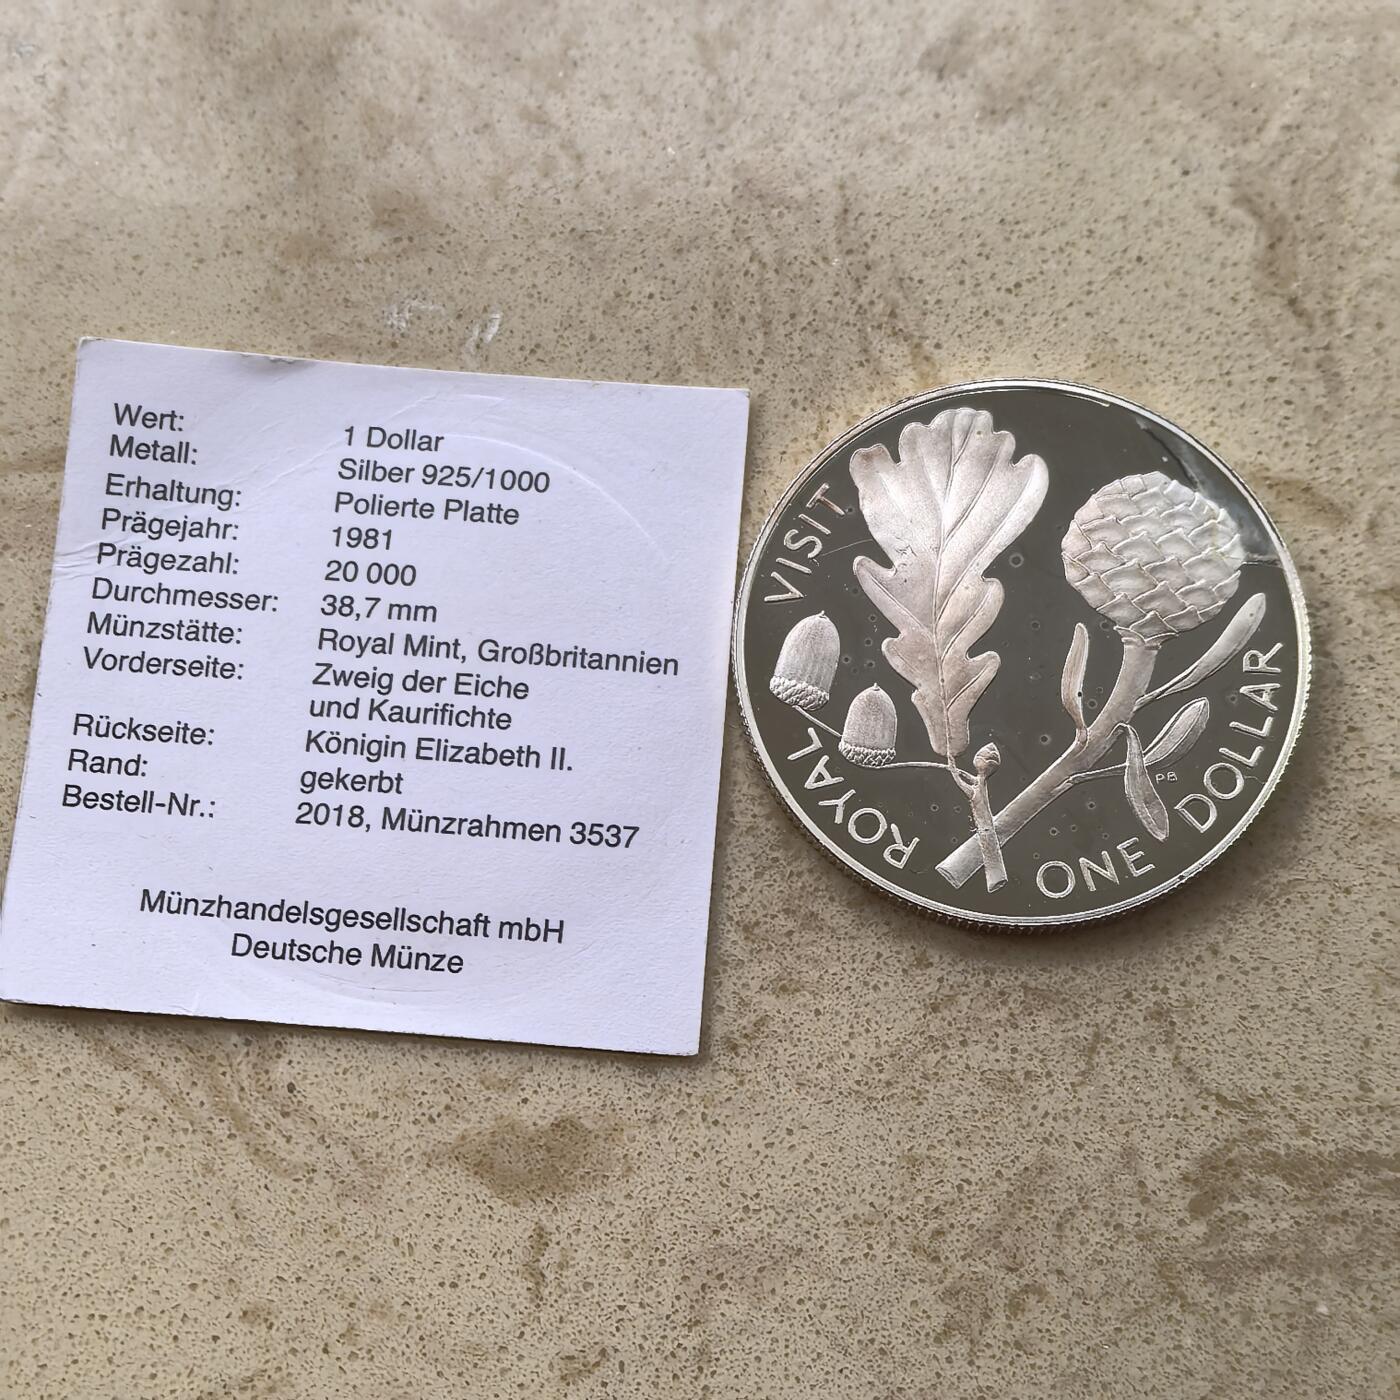 Wert: 1 Dollar
Metall: Silber 925/1000
Erhaltung: Polierte Platte
Prägejahr: 1981
Prägezahl: 20 000
Durchmesser: 38,7 mm
Münzstätte: Royal Mint, Großbritannien
Vorderseite: Zweig der Eiche
und Kaurifichte
Rückseite: Königin Elizabeth II.
Rand: gekerbt
Bestell-Nr.: 2018, Münzrahmen 3537
Münzhandelsgesellschaft mbH
Deutsche Münze
ROYAL VISIT
ONE DOLLAR
PB